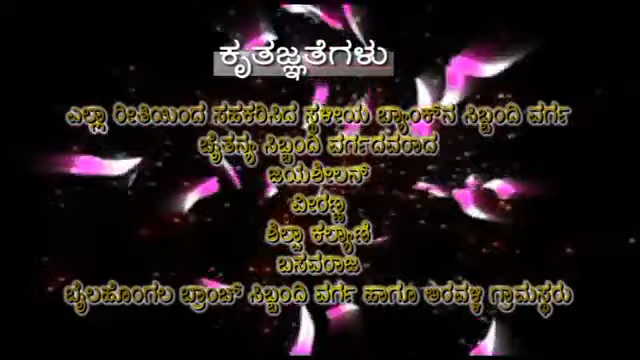 ಕೃತಜ್ಞತೆಗಳು
ಎಲ್ಲಾ ರೀತಿಯಿಂದ ಸಹಕರಿಸಿದ ಸ್ಥಳೀಯ ಬ್ಯಾಂಕ್‌ನ ಸಿಬ್ಬಂದಿ ವರ್ಗ
ಚೈತನ್ಯ ಸಿಬ್ಬಂದಿ ವರ್ಗದವರಾದ
ಜಯಶೀಲನ್
ವೀರಣ್ಣ
ಶಿಲ್ಪಾ ಕಲ್ಯಾಣಿ
ಬಸವರಾಜ
ಬೈಲಹೊಂಗಲ ಬ್ರಾಂಚ್ ಸಿಬ್ಬಂದಿ ವರ್ಗ ಹಾಗೂ ಅರವಳ್ಳಿ ಗ್ರಾಮಸ್ಥರು